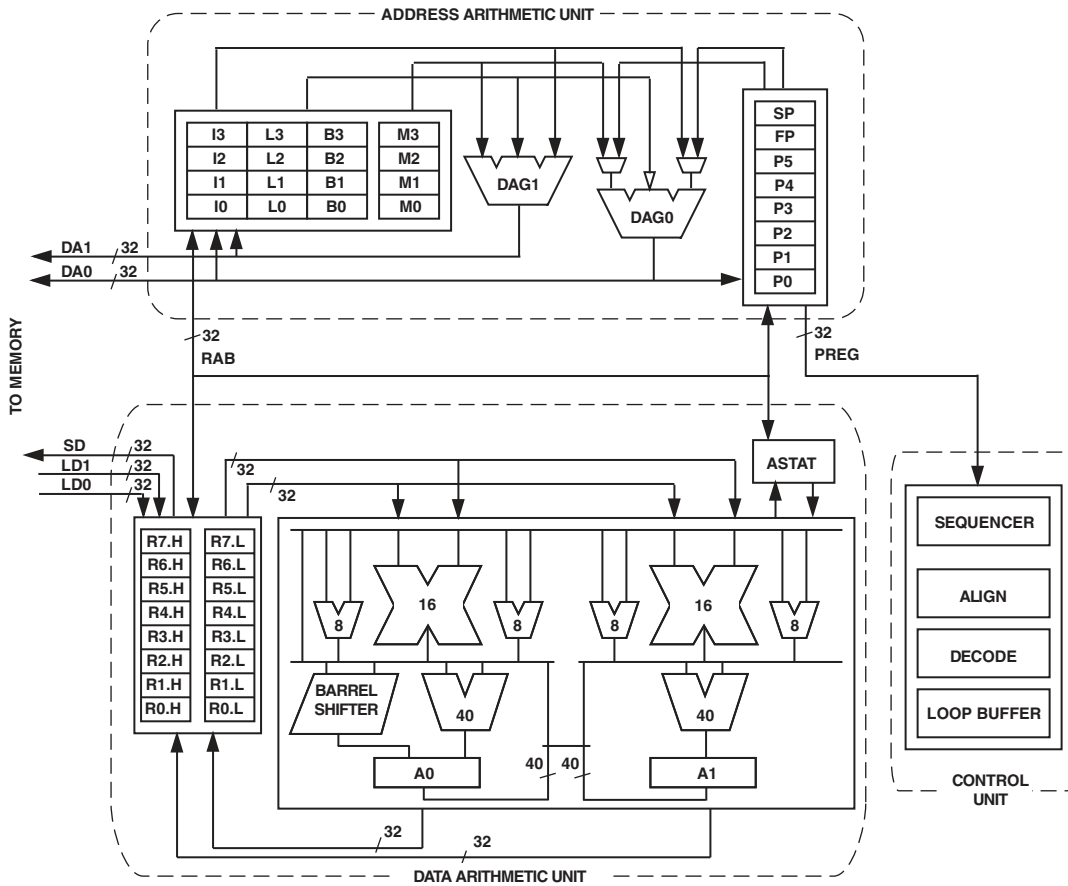 ADDRESS ARITHMETIC UNIT
I3 L3 B3 M3
I2 L2 B2 M2
I1 L1 B1 M1
I0 L0 B0 M0
DAG1
DAG0
SP
FP
P5
P4
P3
P2
P1
P0
DA1 32
DA0 32
32
RAB
32
PREG
TO MEMORY
SD 32
LD1 32
LD0 32
32
32
ASTAT
R7.H R7.L
R6.H R6.L
R5.H R5.L
R4.H R4.L
R3.H R3.L
R2.H R2.L
R1.H R1.L
R0.H R0.L
16
8
8
8
16
8
BARREL
SHIFTER
40
40
A0
40 40
A1
32
32
DATA ARITHMETIC UNIT
SEQUENCER
ALIGN
DECODE
LOOP BUFFER
CONTROL
UNIT